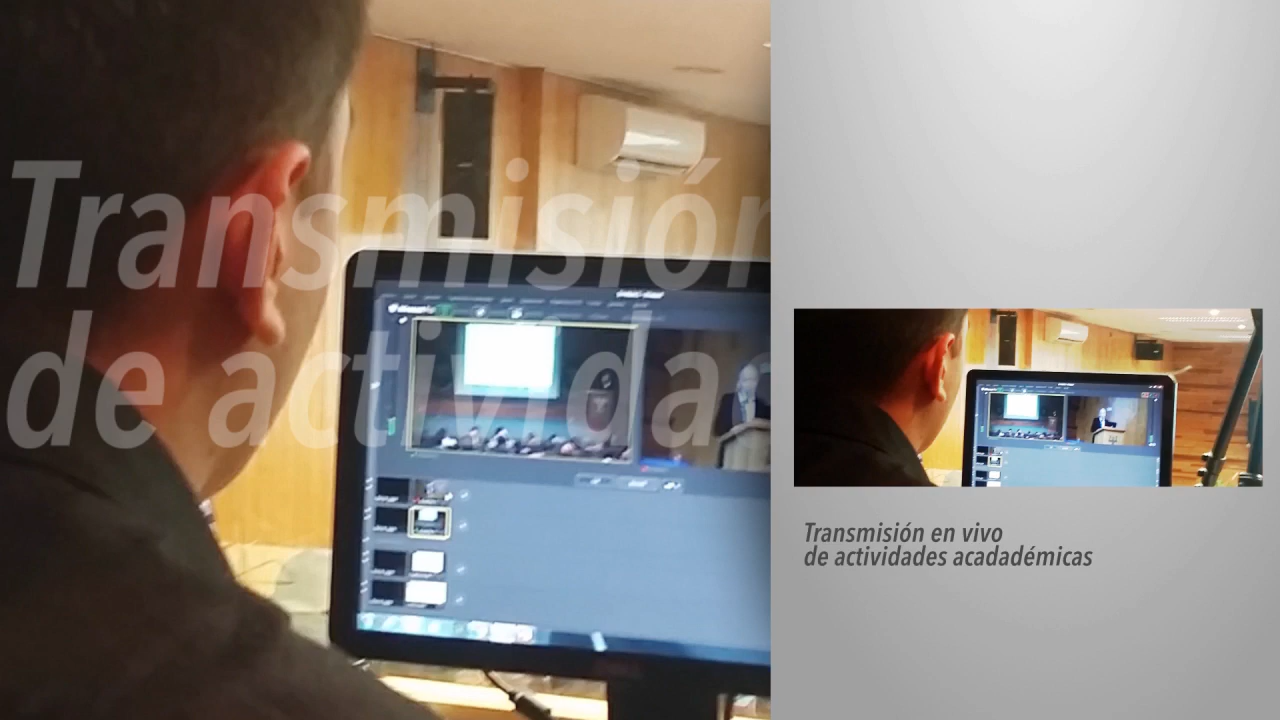 Transmisión
de activida
Transmisión en vivo
de actividades acadadémicas